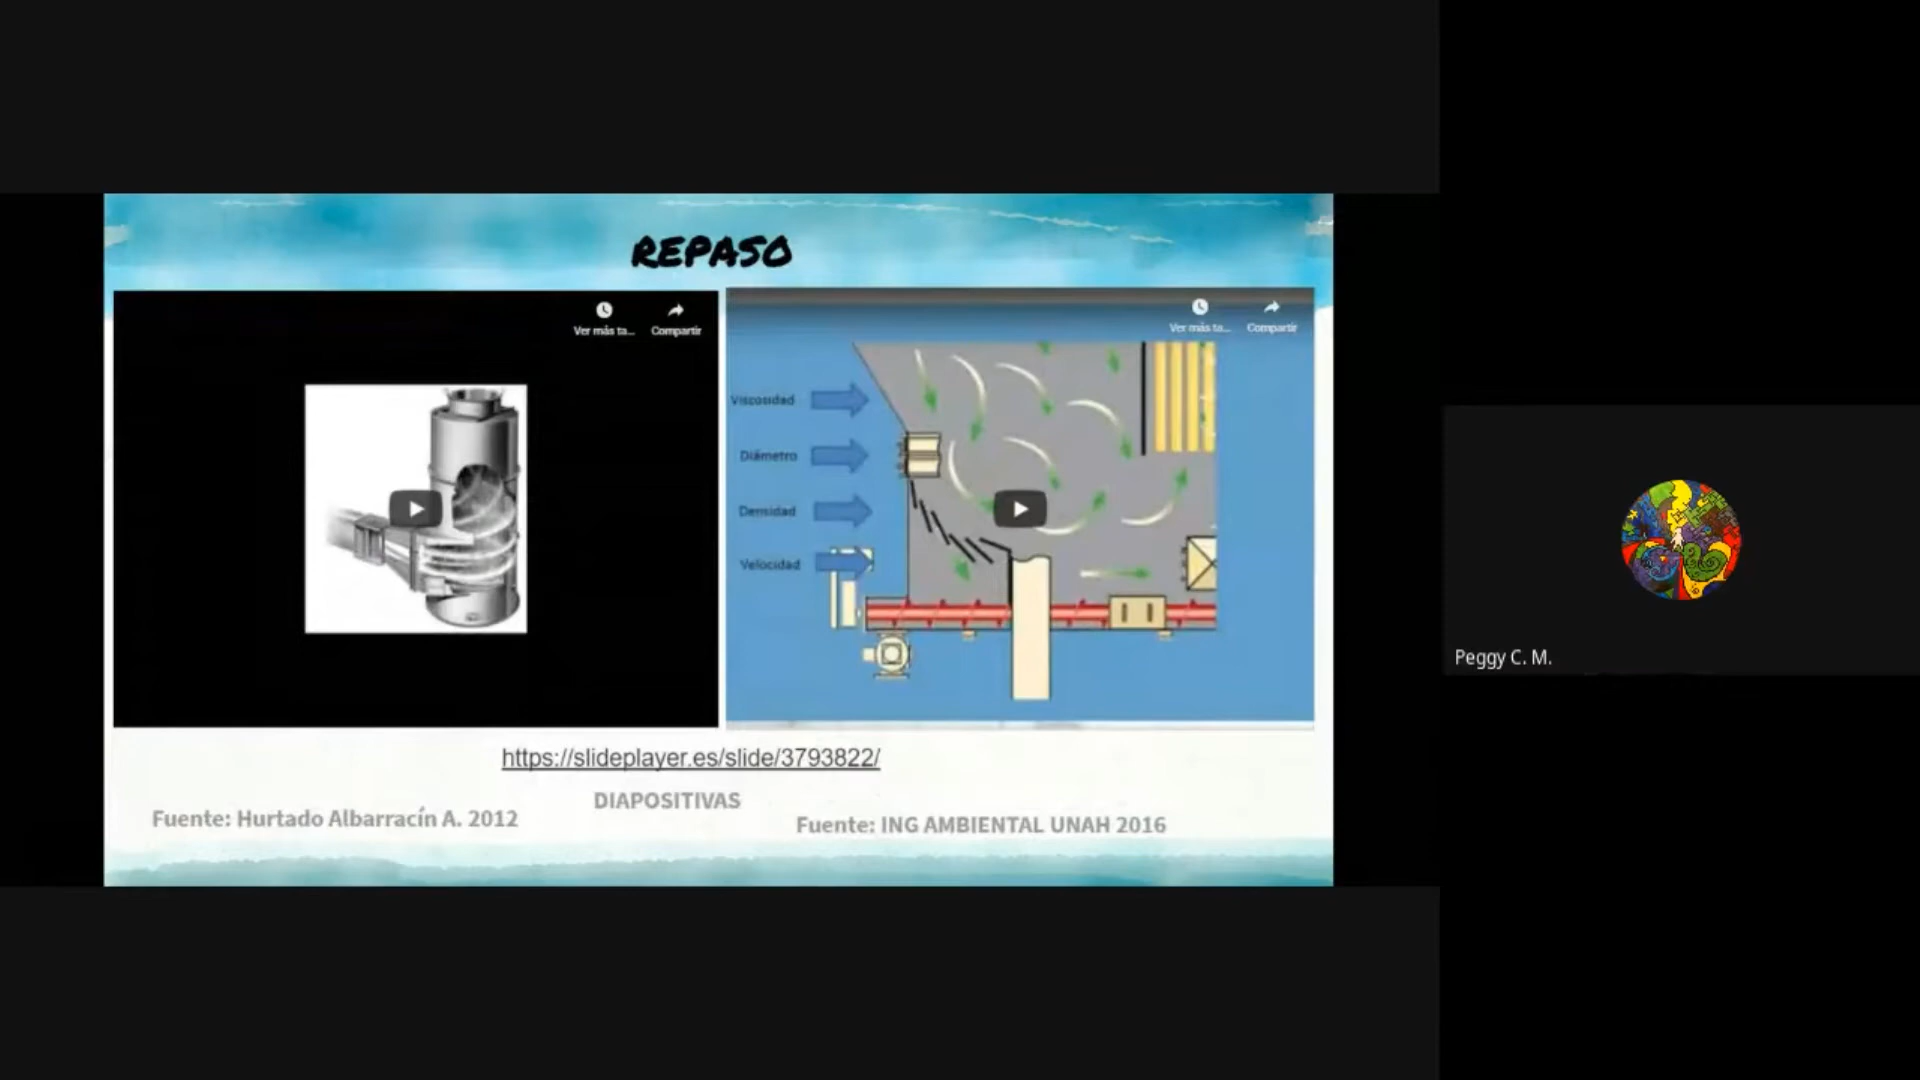 REPASO
Ver más ta...
Compartir
Ver más ta...
Compartir
Viscosidad
Diámetro
Densidad
Velocidad
https://slideplayer.es/slide/3793822/
DIAPOSITIVAS
Fuente: Hurtado Albarracín A. 2012
Fuente: ING AMBIENTAL UNAH 2016
Peggy C. M.